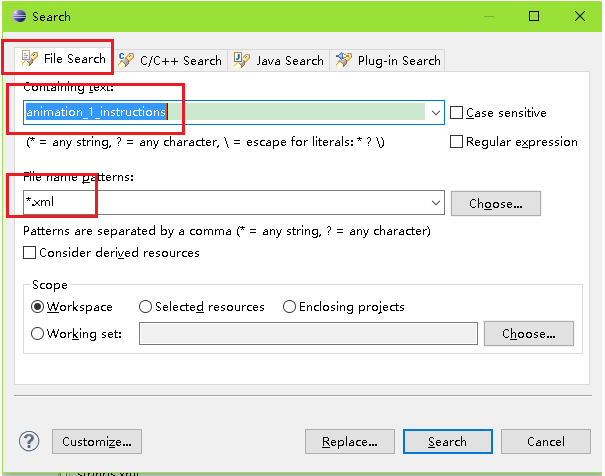 Search
File Search
C/C++ Search
Java Search
Plug-in Search
Containing text:
animation_1_instructions
Case sensitive
(* = any string, ? = any character, \ = escape for literals: * ? \)
Regular expression
File name patterns:
*.xml
Choose...
Patterns are separated by a comma (* = any string, ? = any character)
Consider derived resources
Scope
Workspace
Selected resources
Enclosing projects
Working set:
Choose...
?
Customize...
Replace...
Search
Cancel